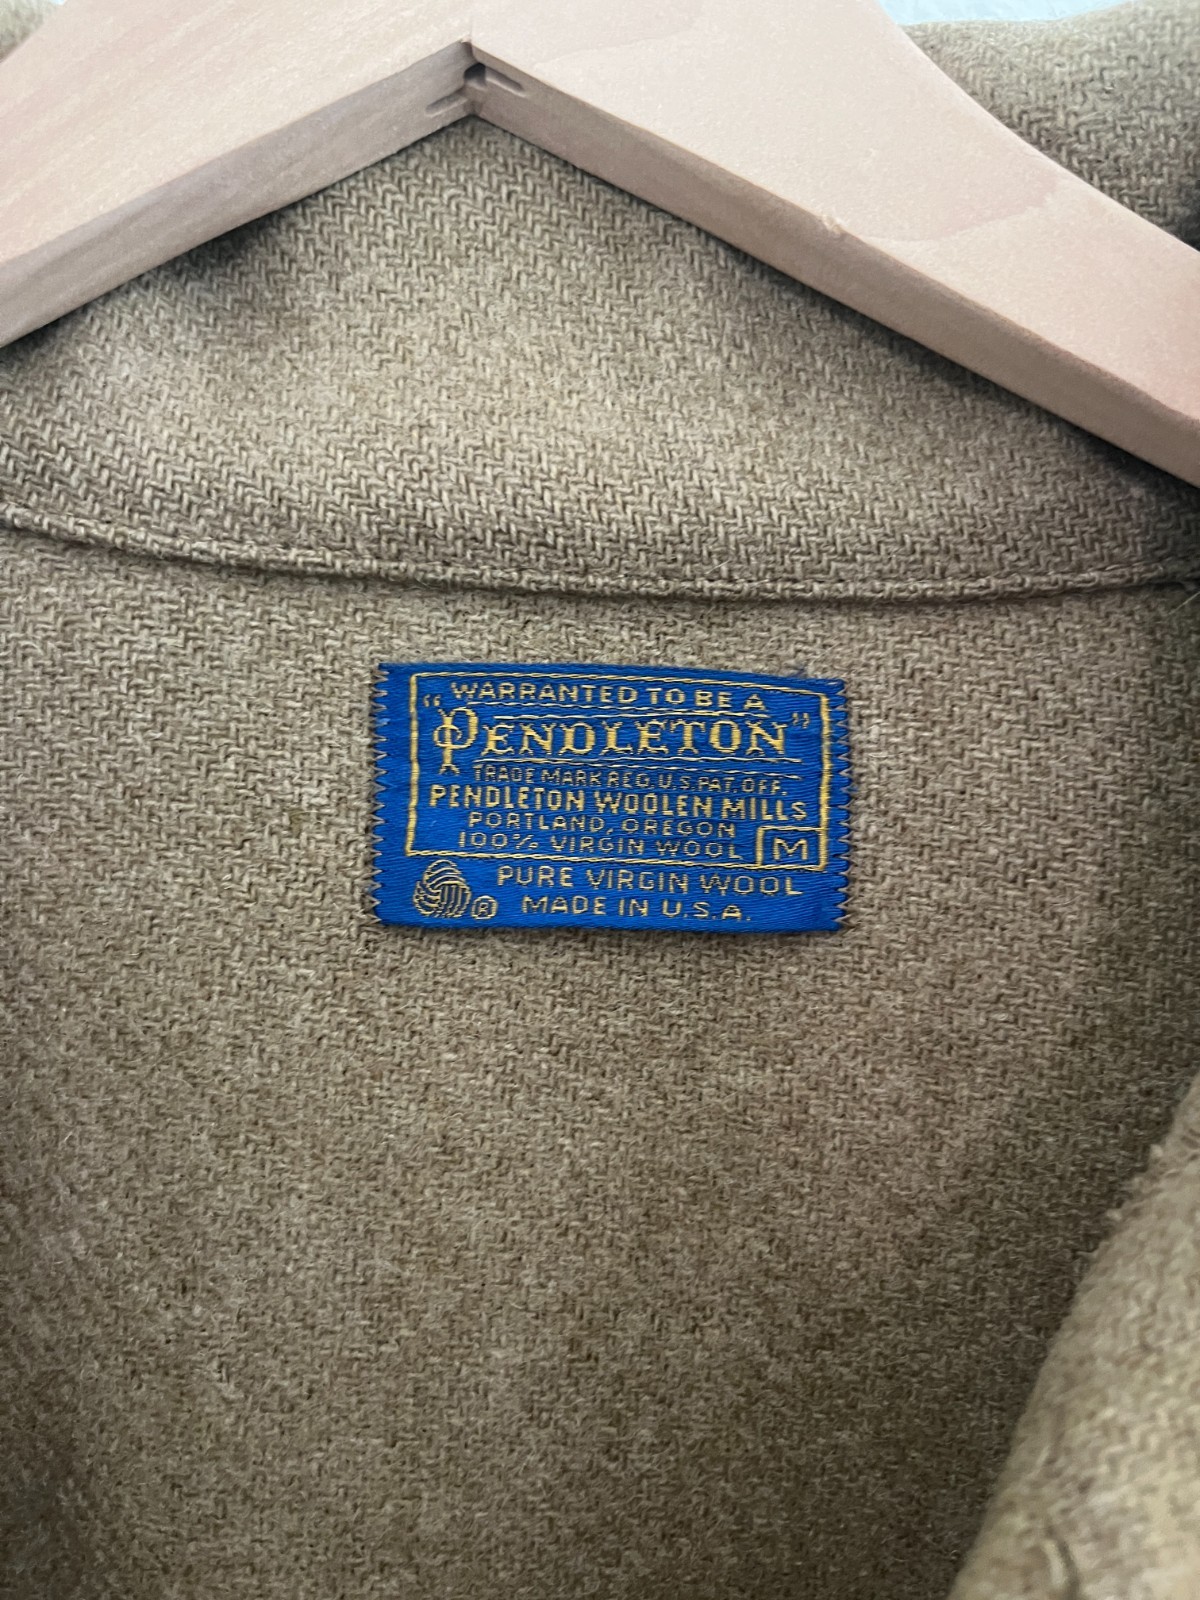 WARRANTED TO BE A
"PENDLETON"
TRADE MARK REG. U.S. PAT. OFF.
PENDLETON WOOLEN MILLS
PORTLAND, OREGON
100% VIRGIN WOOL M
PURE VIRGIN WOOL
® MADE IN U.S.A.